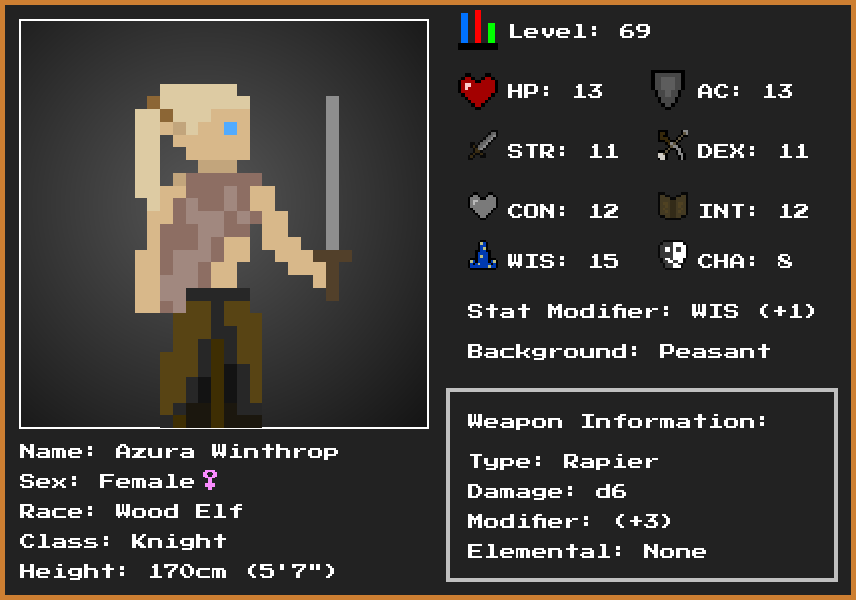 Level: 69
HP: 13 AC: 13
STR: 11 DEX: 11
CON: 12 INT: 12
WIS: 15 CHA: 8
Stat Modifier: WIS (+1)
Background: Peasant
Weapon Information:
Type: Rapier
Damage: d6
Modifier: (+3)
Elemental: None
Name: Azura Winthrop
Sex: Female♀
Race: Wood Elf
Class: Knight
Height: 170cm (5'7")